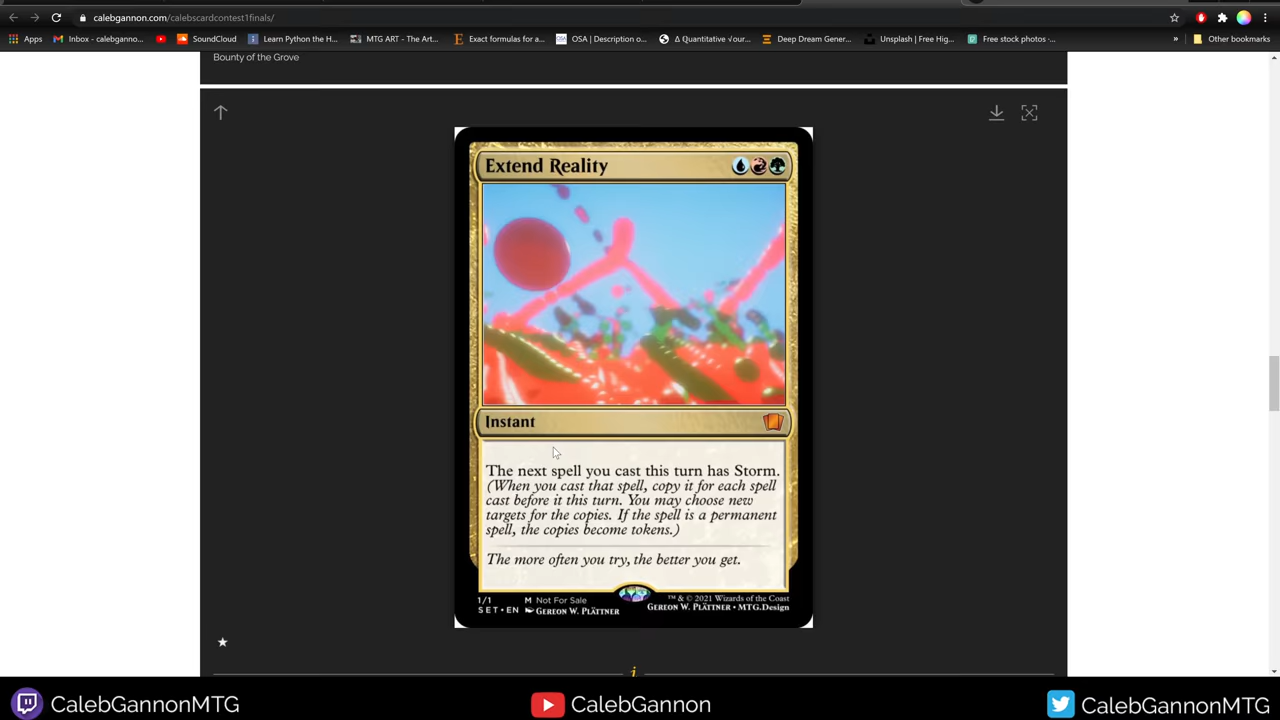 calebgannon.com/calebscardcontest1finals/
Apps
Inbox - calebganno...
SoundCloud
Learn Python the H...
MTG ART - The Art...
Exact formulas for a...
OSA | Description o...
Δ Quantitative √our...
Deep Dream Gener...
Unsplash | Free Hig...
Free stock photos ·...
»
Other bookmarks
Bounty of the Grove
Extend Reality
Instant
The next spell you cast this turn has Storm.
(When you cast that spell, copy it for each spell
cast before it this turn. You may choose new
targets for the copies. If the spell is a permanent
spell, the copies become tokens.)
The more often you try, the better you get.
1/1 M Not For Sale
SET • EN GEREON W. PLÄTTNER
™ & © 2021 Wizards of the Coast
GEREON W. PLÄTTNER • MTG.DESIGN
i
CalebGannonMTG
CalebGannon
CalebGannonMTG